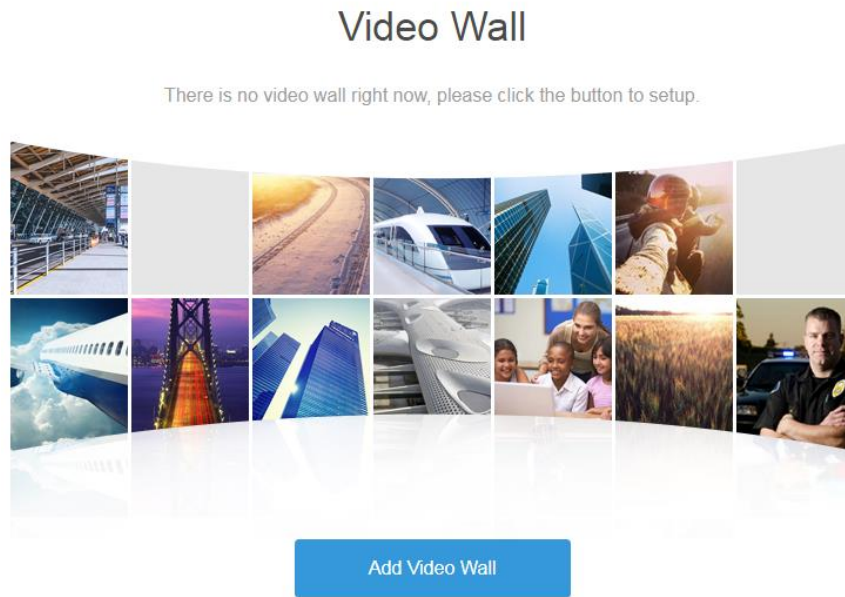 Video Wall
There is no video wall right now, please click the button to setup.
Add Video Wall